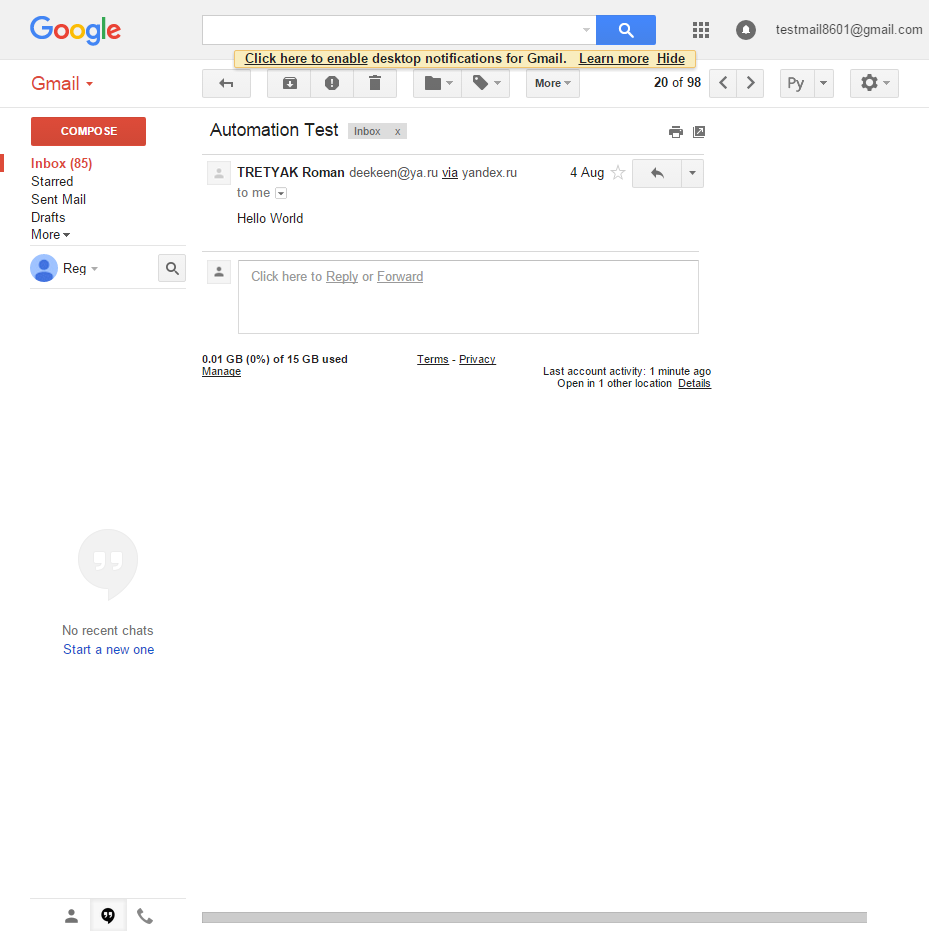 Google
testmail8601@gmail.com
Click here to enable desktop notifications for Gmail. Learn more Hide
Gmail
More
20 of 98
Ру
COMPOSE
Automation Test
Inbox x
Inbox (85)
Starred
Sent Mail
Drafts
More
TRETYAK Roman deekeen@ya.ru via yandex.ru
4 Aug
to me
Hello World
Reg
Click here to Reply or Forward
0.01 GB (0%) of 15 GB used
Manage
Terms - Privacy
Last account activity: 1 minute ago
Open in 1 other location Details
No recent chats
Start a new one